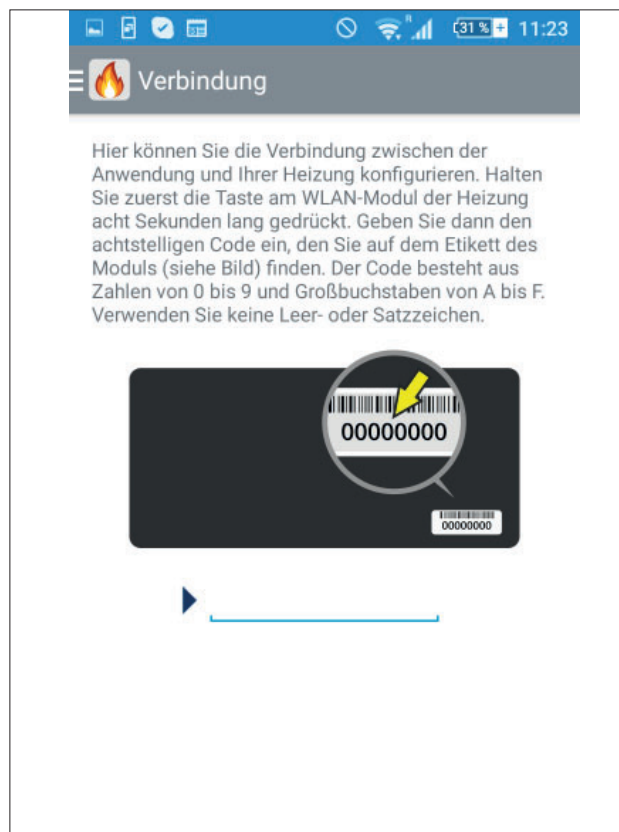 31 %
R
11:23
Verbindung
Hier können Sie die Verbindung zwischen der
Anwendung und Ihrer Heizung konfigurieren. Halten
Sie zuerst die Taste am WLAN-Modul der Heizung
acht Sekunden lang gedrückt. Geben Sie dann den
achtstelligen Code ein, den Sie auf dem Etikett des
Moduls (siehe Bild) finden. Der Code besteht aus
Zahlen von 0 bis 9 und Großbuchstaben von A bis F.
Verwenden Sie keine Leer- oder Satzzeichen.
00000000
00000000